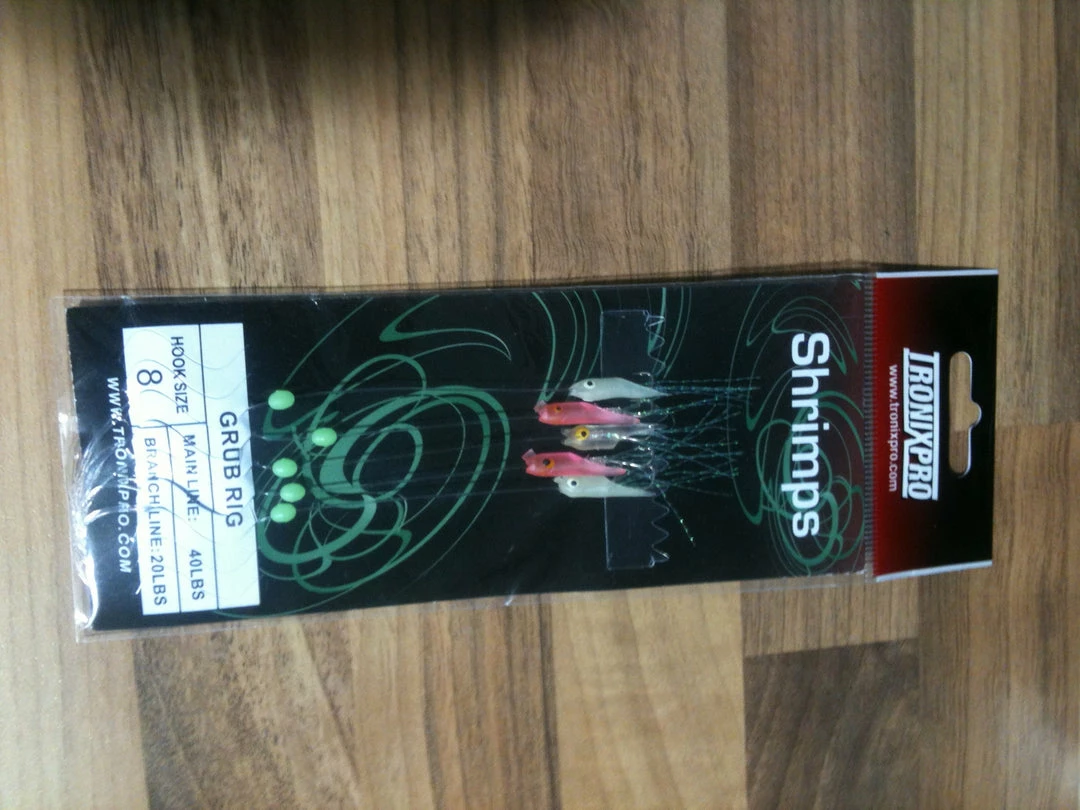 TRONIXPRO
www.tronixpro.com
Shrimps
GRUB RIG
MAIN LINE: 40LBS
HOOK SIZE
8
BRANCH LINE: 20LBS
WWW.TRONIXPRO.COM